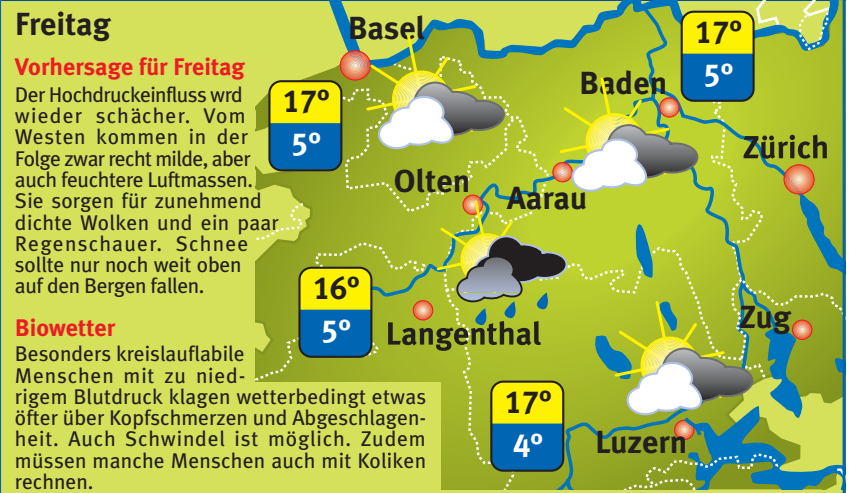 Freitag
Vorhersage für Freitag
Der Hochdruckeinfluss wrd
wieder schächer. Vom
Westen kommen in der
Folge zwar recht milde, aber
auch feuchtere Luftmassen.
Sie sorgen für zunehmend
dichte Wolken und ein paar
Regenschauer. Schnee
sollte nur noch weit oben
auf den Bergen fallen.
Biowetter
Besonders kreislauflabile
Menschen mit zu nied-
rigem Blutdruck klagen wetterbedingt etwas
öfter über Kopfschmerzen und Abgeschlagen-
heit. Auch Schwindel ist möglich. Zudem
müssen manche Menschen auch mit Koliken
rechnen.
Basel
17°
5°
Baden
17°
5°
Zürich
Olten
Aarau
16°
5°
Langenthal
Zug
17°
4°
Luzern